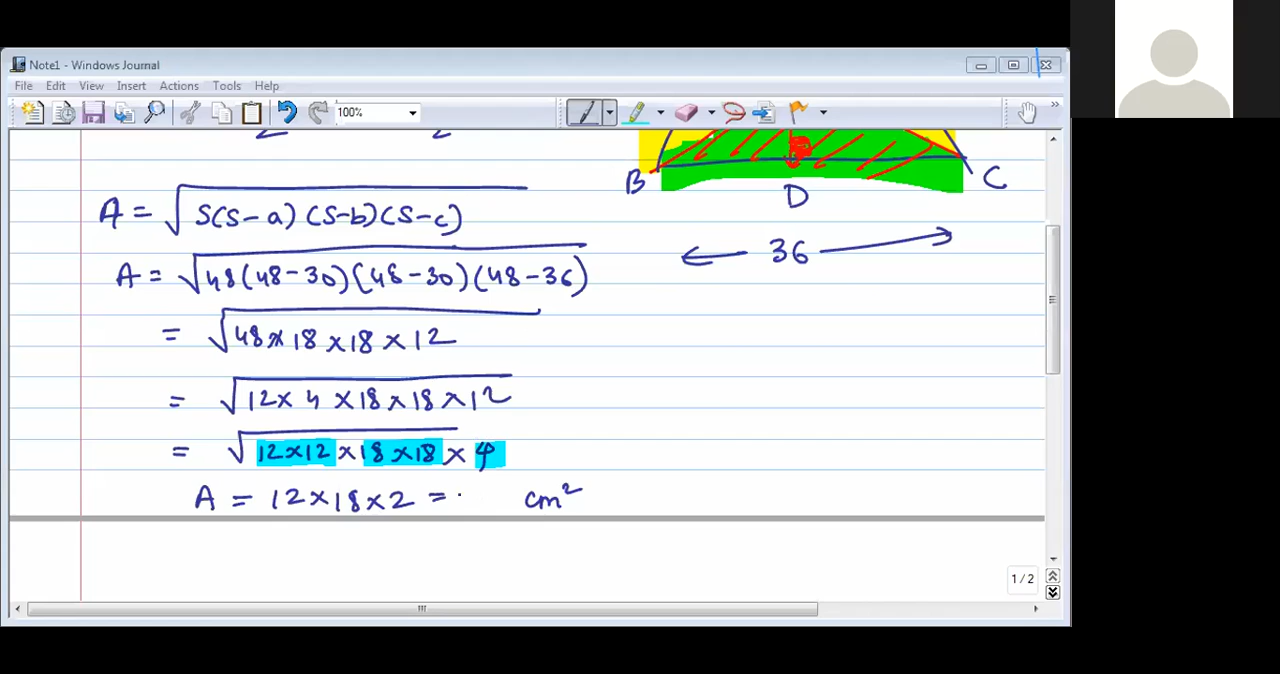 Note1 - Windows Journal
File Edit View Insert Actions Tools Help
100%
2 2
B D C
36
A = √S(S-a)(S-b)(S-c)
A = √48(48-30)(48-30)(48-36)
= √48×18×18×12
= √12×4×18×18×12
= √12×12×18×18×4
A = 12×18×2 = cm²
1 / 2